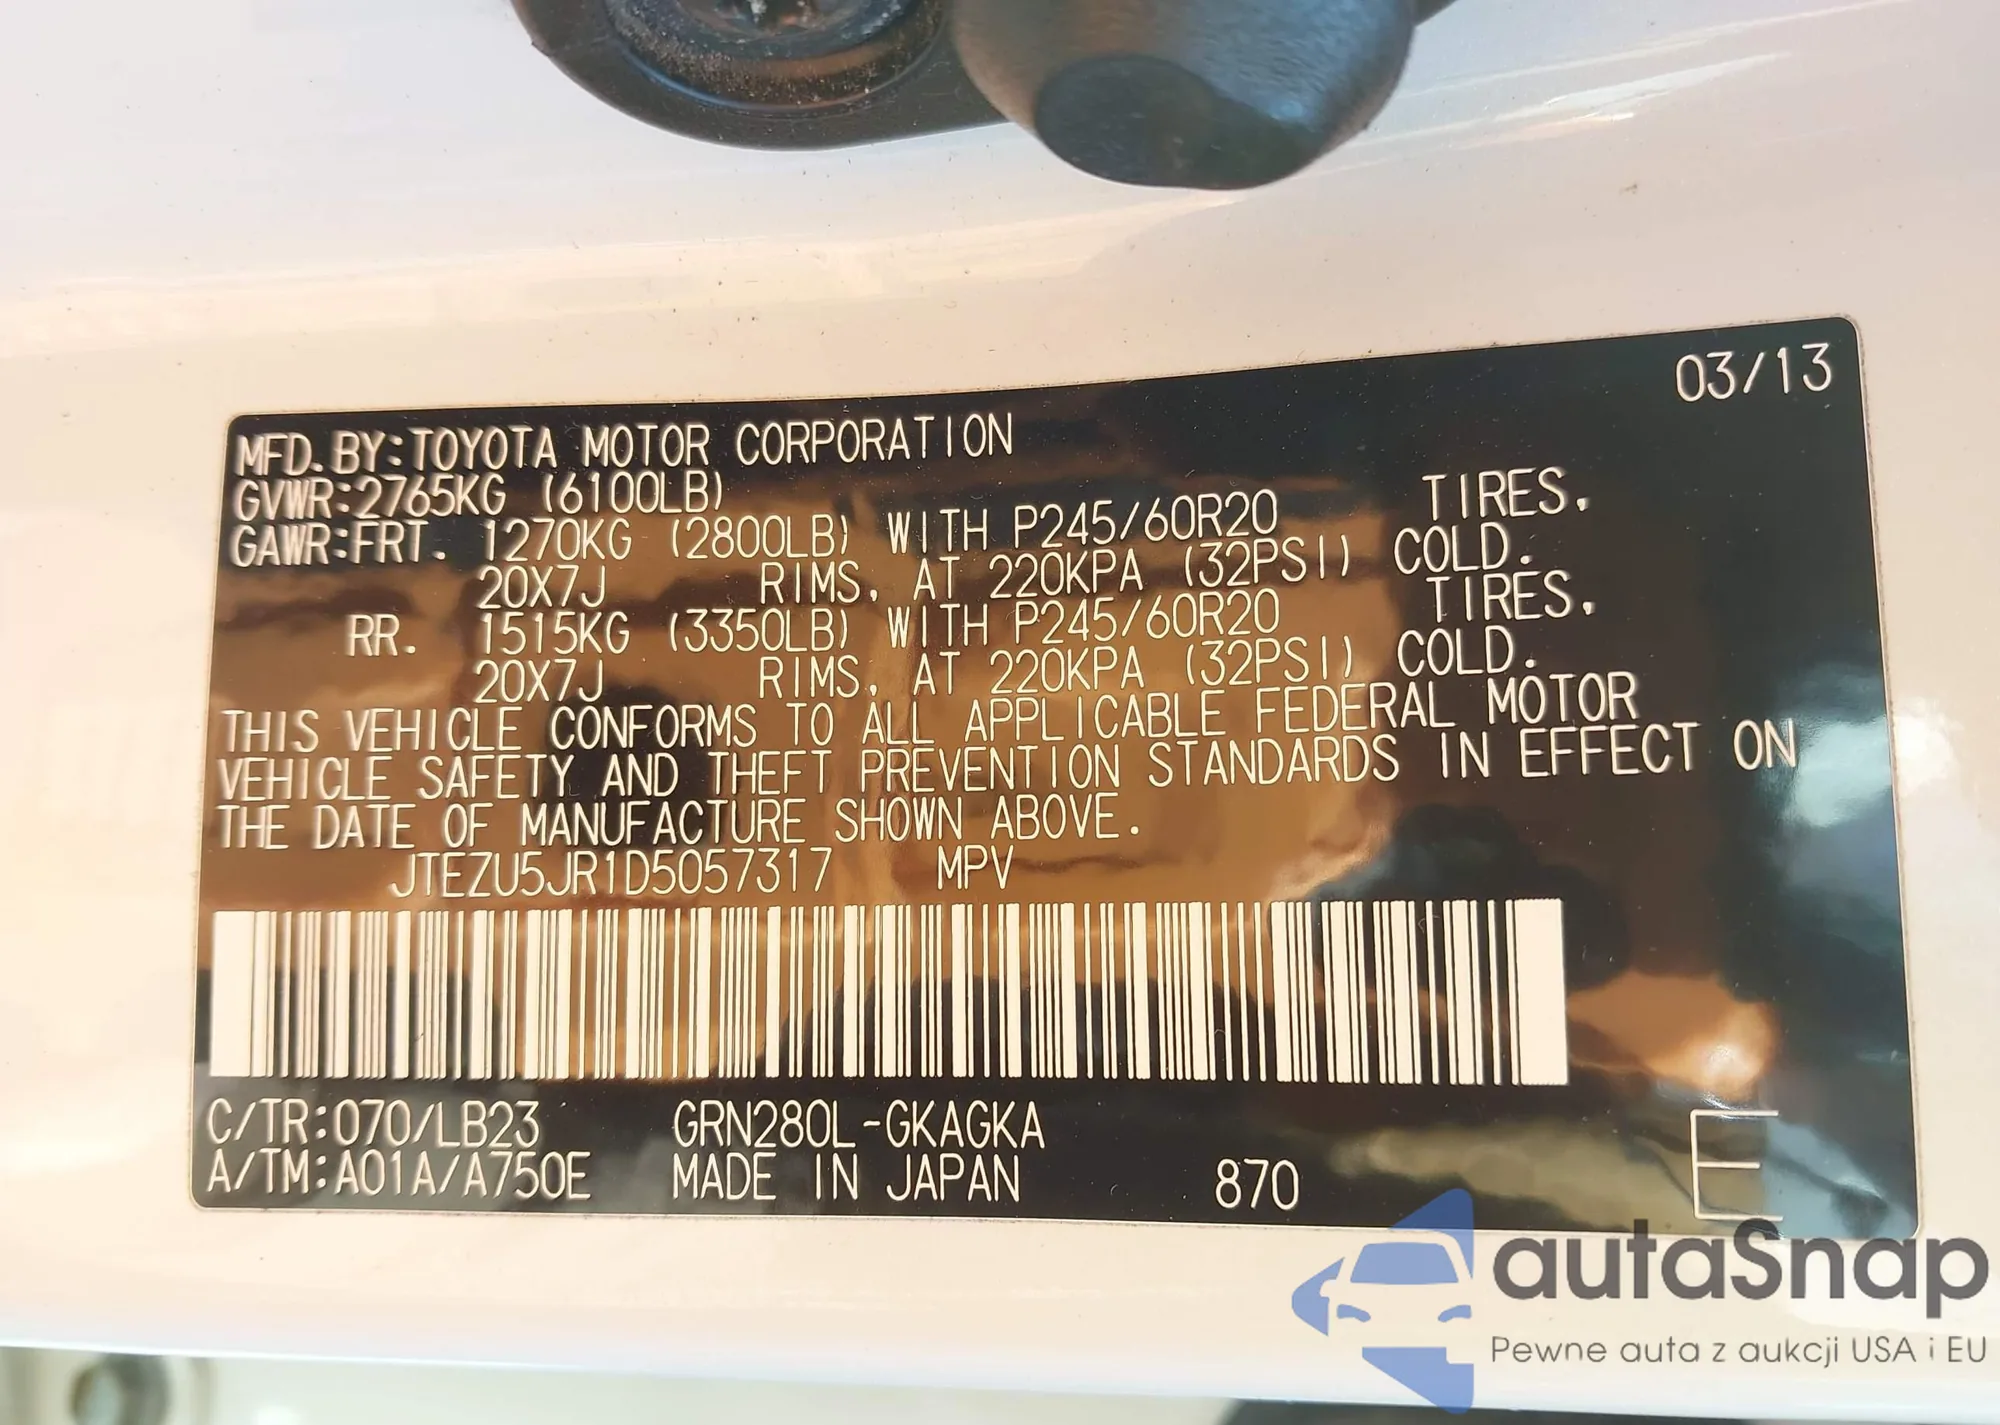 03/13
MFD.BY:TOYOTA MOTOR CORPORATION
GVWR:2765KG (6100LB)
GAWR:FRT. 1270KG (2800LB) WITH P245/60R20 TIRES,
20X7J RIMS, AT 220KPA (32PSI) COLD.
RR. 1515KG (3350LB) WITH P245/60R20 TIRES,
20X7J RIMS, AT 220KPA (32PSI) COLD.
THIS VEHICLE CONFORMS TO ALL APPLICABLE FEDERAL MOTOR
VEHICLE SAFETY AND THEFT PREVENTION STANDARDS IN EFFECT ON
THE DATE OF MANUFACTURE SHOWN ABOVE.
JTEZU5JR1D5057317 MPV
C/TR:070/LB23 GRN280L-GKAGKA
A/TM:A01A/A750E MADE IN JAPAN 870 E
autaSnap
Pewne auta z aukcji USA i EU